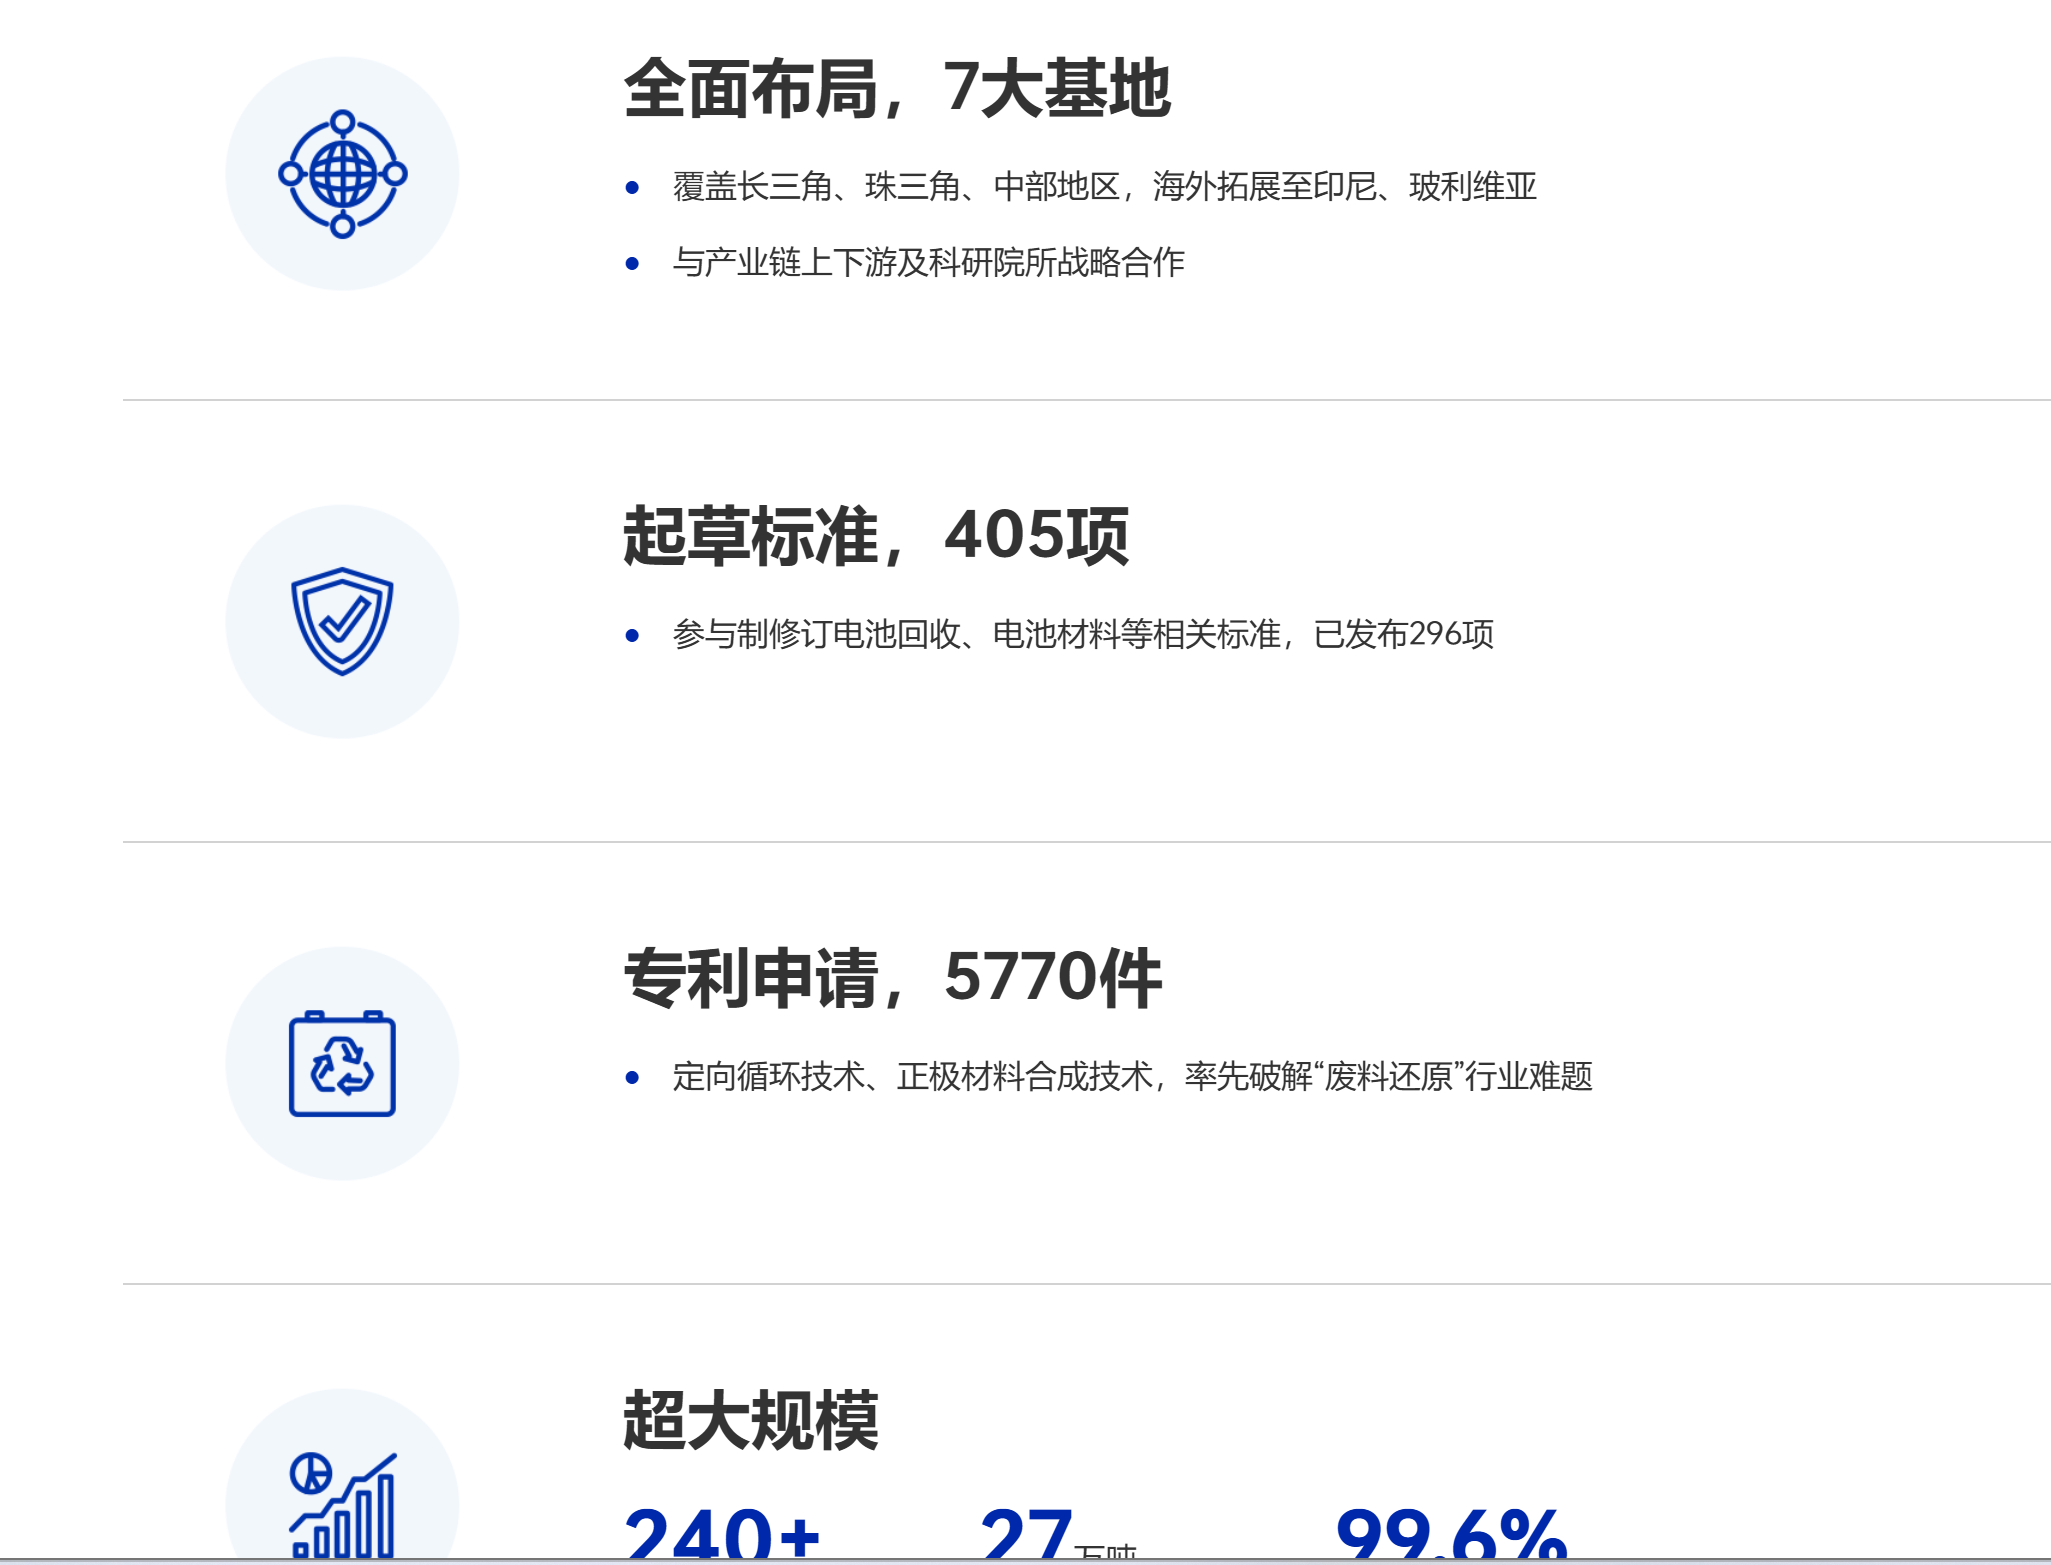 全面布局，7大基地
覆盖长三角、珠三角、中部地区，海外拓展至印尼、玻利维亚
与产业链上下游及科研院所战略合作
起草标准，405项
参与制修订电池回收、电池材料等相关标准，已发布296项
专利申请，5770件
定向循环技术、正极材料合成技术，率先破解“废料还原”行业难题
超大规模
240+ 27万吨 99.6%